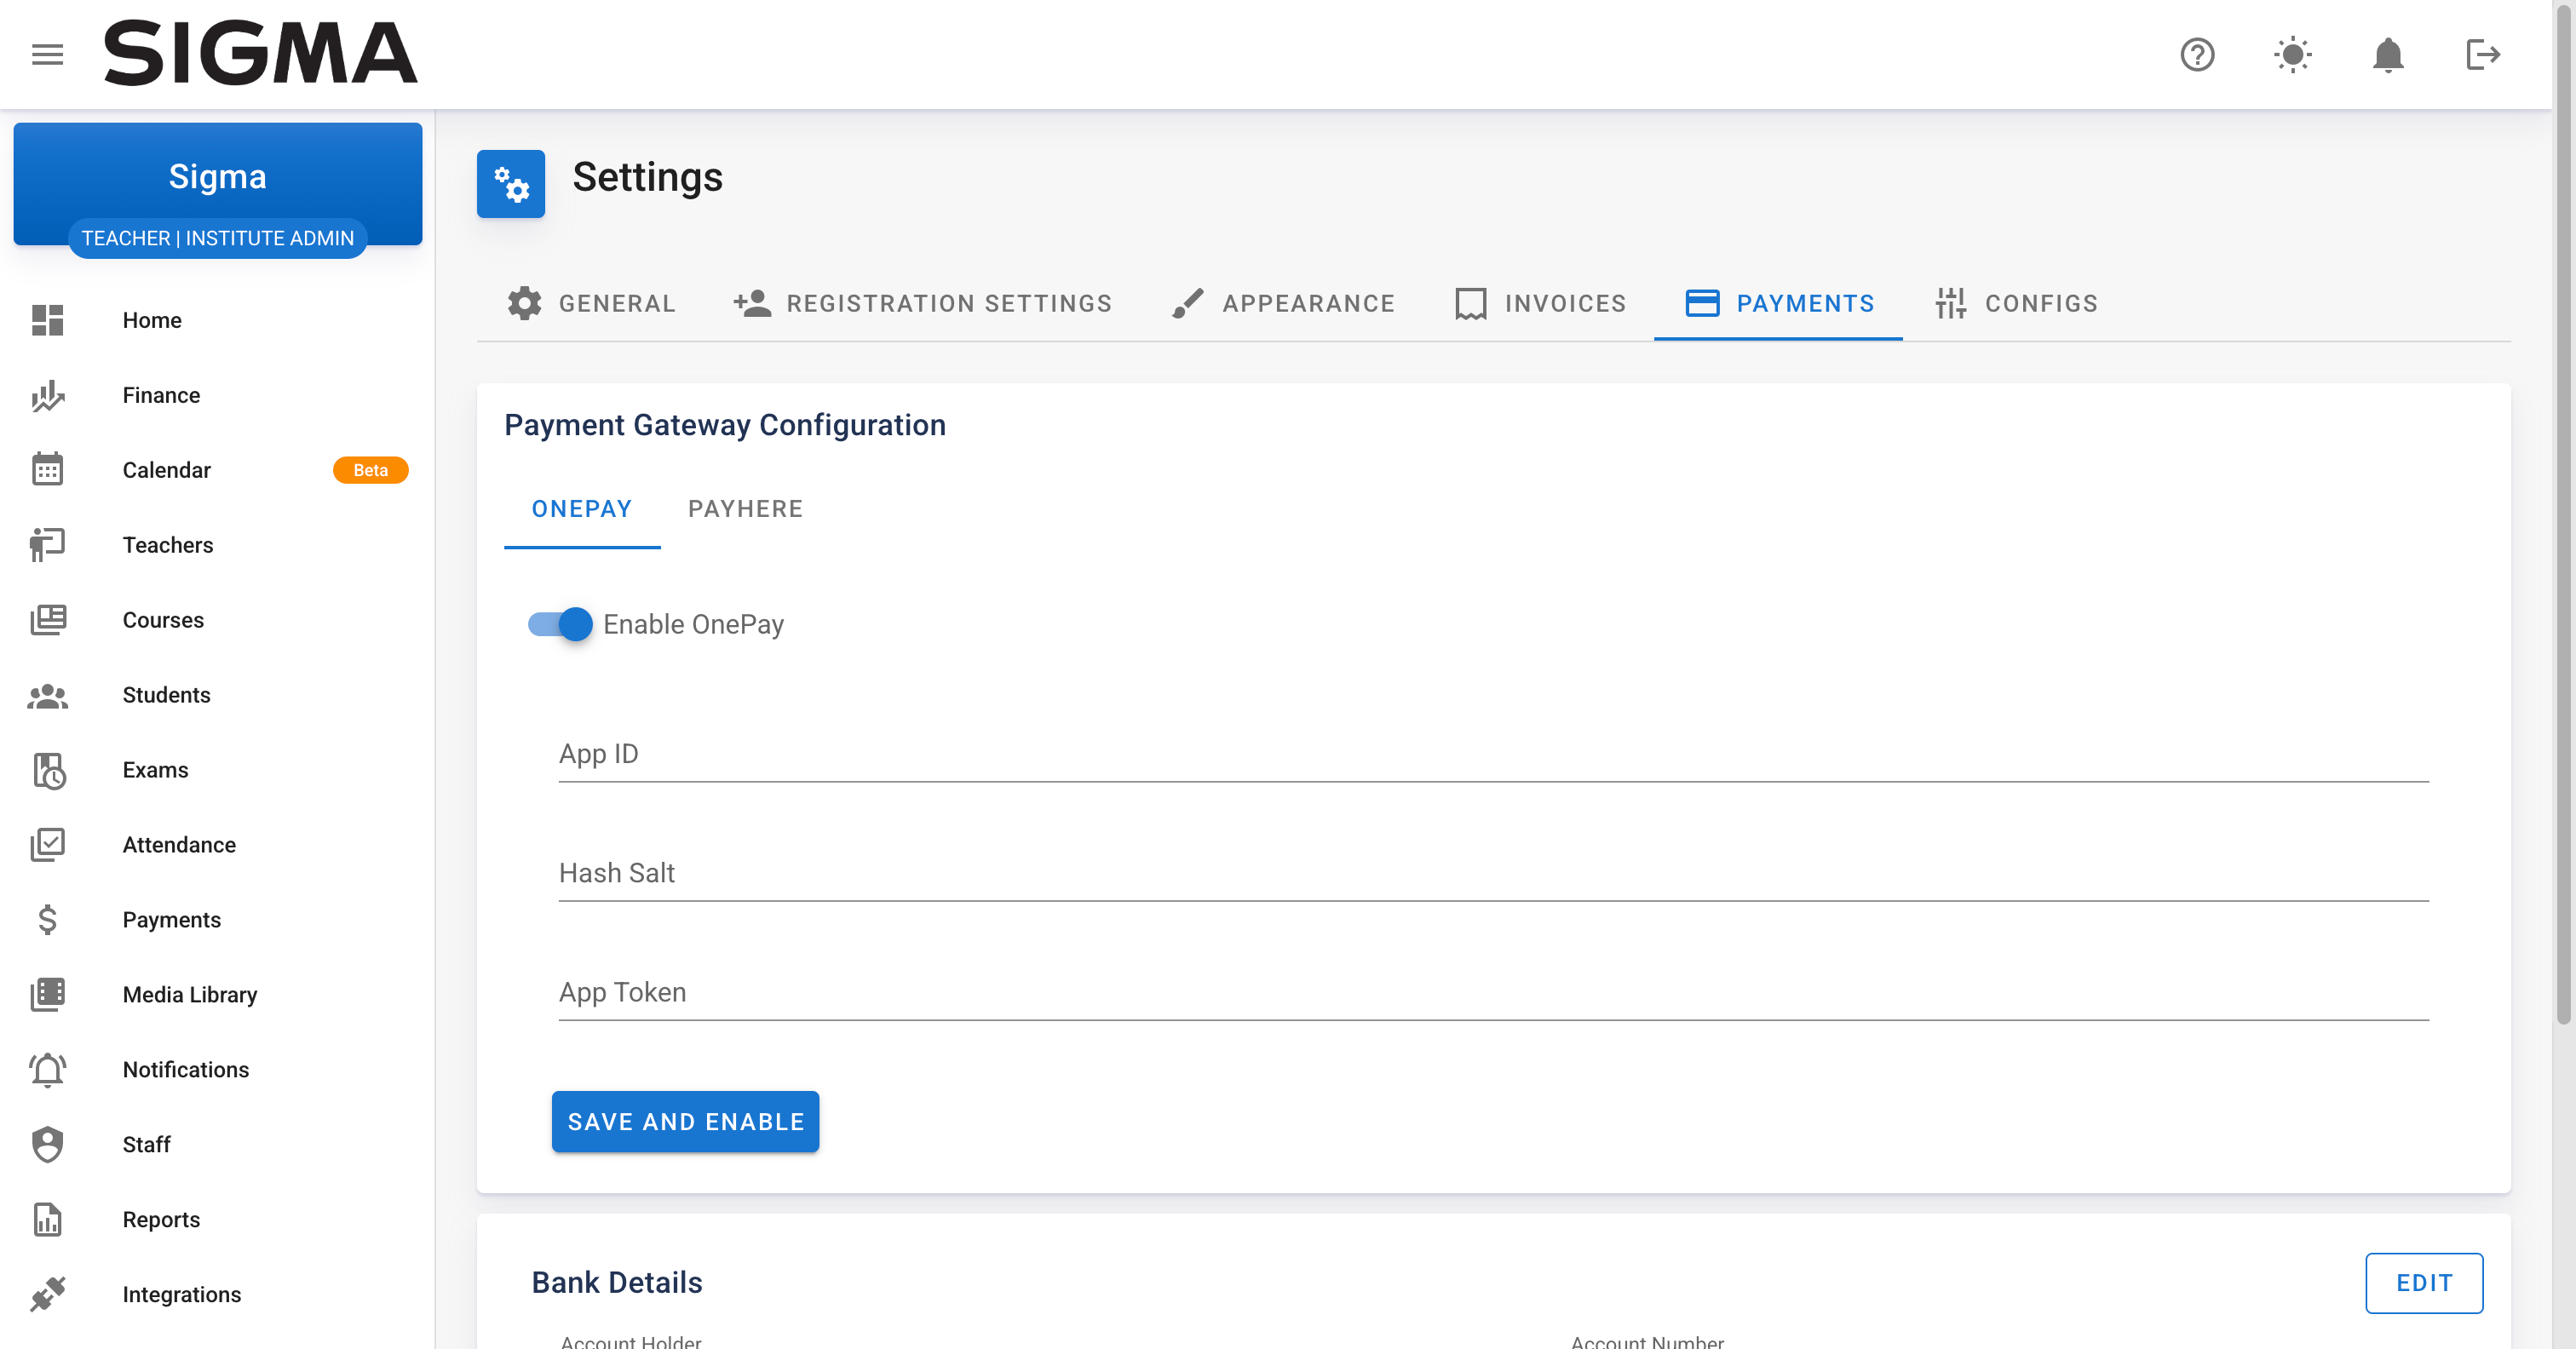 SIGMA
Sigma
TEACHER | INSTITUTE ADMIN
Home
Finance
Calendar Beta
Teachers
Courses
Students
Exams
Attendance
Payments
Media Library
Notifications
Staff
Reports
Integrations
Settings
GENERAL REGISTRATION SETTINGS APPEARANCE INVOICES PAYMENTS CONFIGS
Payment Gateway Configuration
ONEPAY PAYHERE
Enable OnePay
App ID
Hash Salt
App Token
SAVE AND ENABLE
Bank Details EDIT
Account Holder Account Number